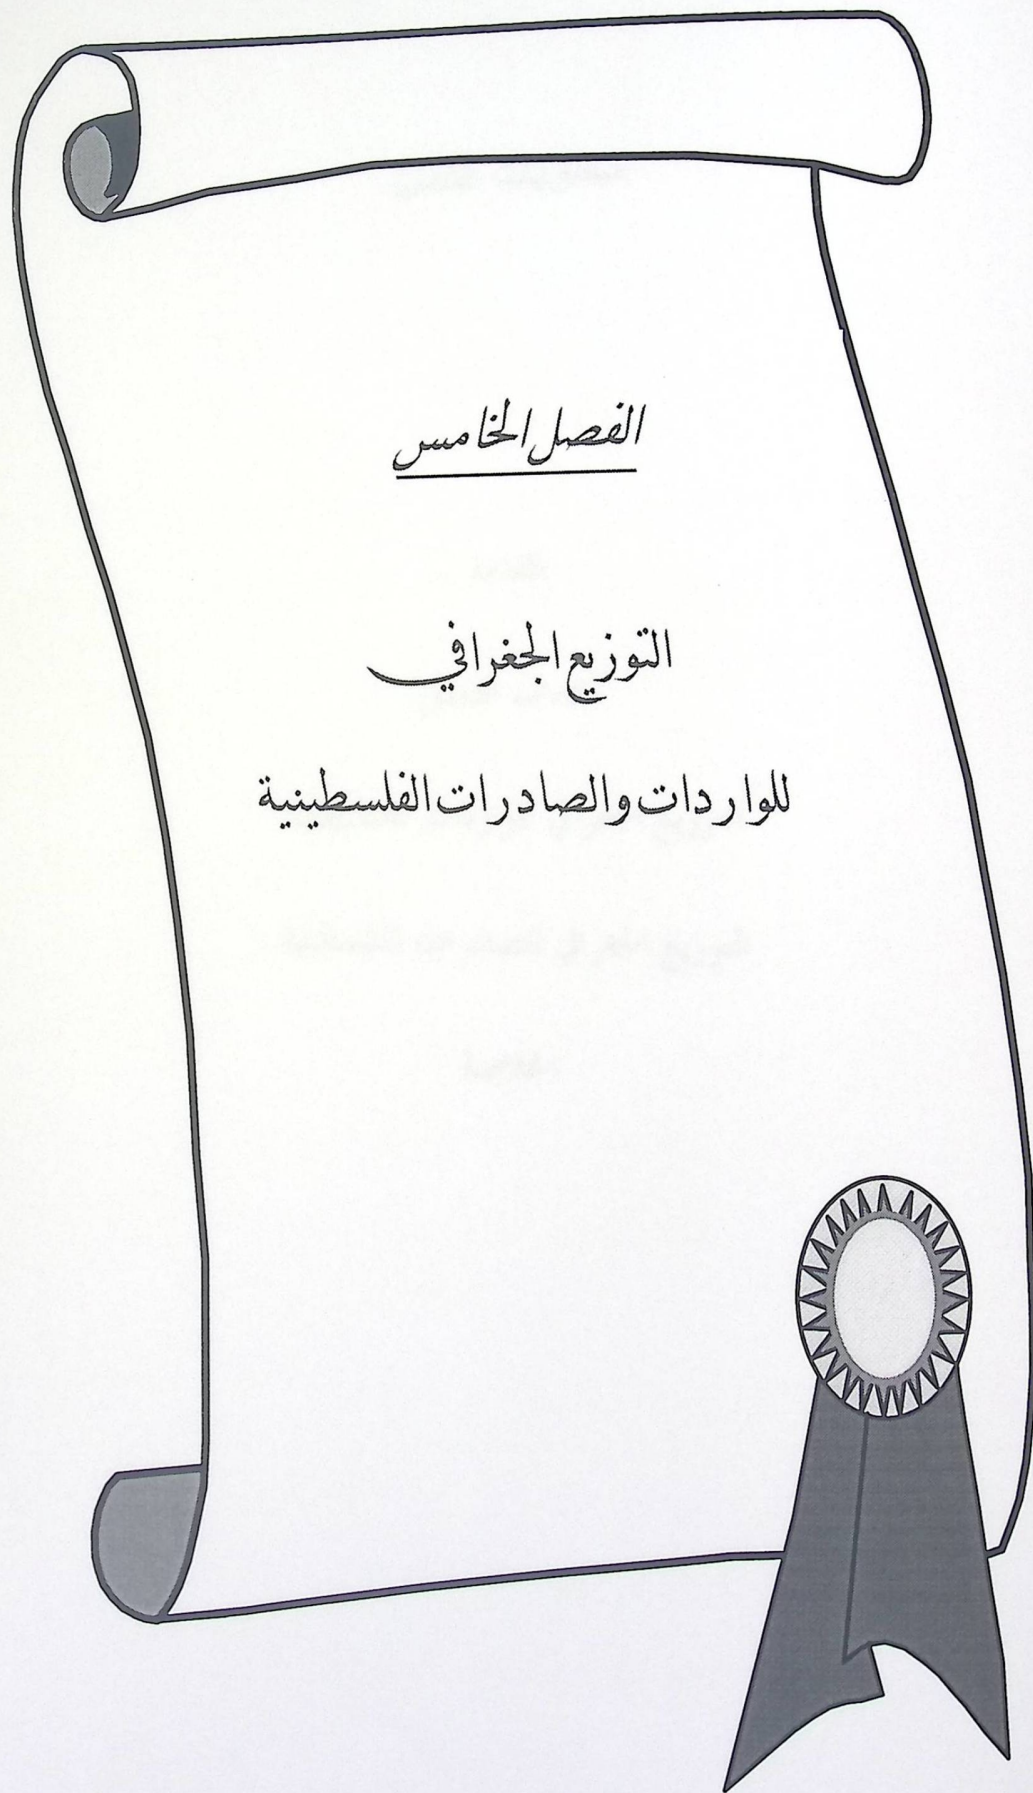 الفصل الخامس
التوزيع الجغرافي
للواردات والصادرات الفلسطينية